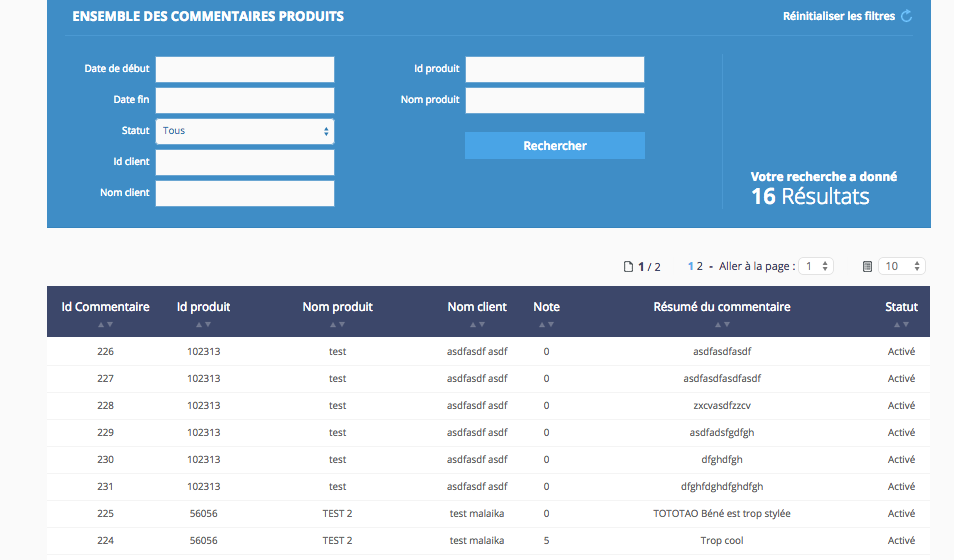 ENSEMBLE DES COMMENTAIRES PRODUITS Réinitialiser les filtres
Date de début Id produit
Date fin Nom produit
Statut Tous
Rechercher
Id client
Nom client
Votre recherche a donné
16 Résultats
1 / 2 1 2 - Aller à la page : 1 10
Id Commentaire Id produit Nom produit Nom client Note Résumé du commentaire Statut
226 102313 test asdfasdf asdf 0 asdfasdfasdf Activé
227 102313 test asdfasdf asdf 0 asdfasdfasdfasdf Activé
228 102313 test asdfasdf asdf 0 zxcvasdfzzcv Activé
229 102313 test asdfasdf asdf 0 asdfadsfgdfgh Activé
230 102313 test asdfasdf asdf 0 dfghdfgh Activé
231 102313 test asdfasdf asdf 0 dfghfdghdfghdfgh Activé
225 56056 TEST 2 test malaika 0 TOTOTAO Béné est trop stylée Activé
224 56056 TEST 2 test malaika 5 Trop cool Activé